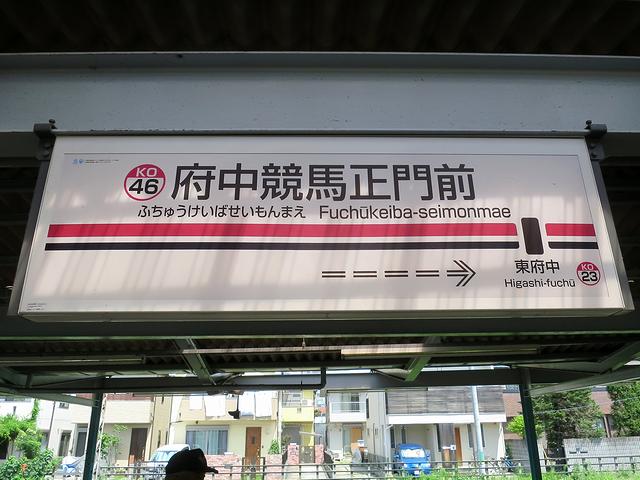 KO
46
府中競馬正門前
ふちゅうけいばせいもんまえ Fuchūkeiba-seimonmae
東府中
Higashi-fuchū
KO
23